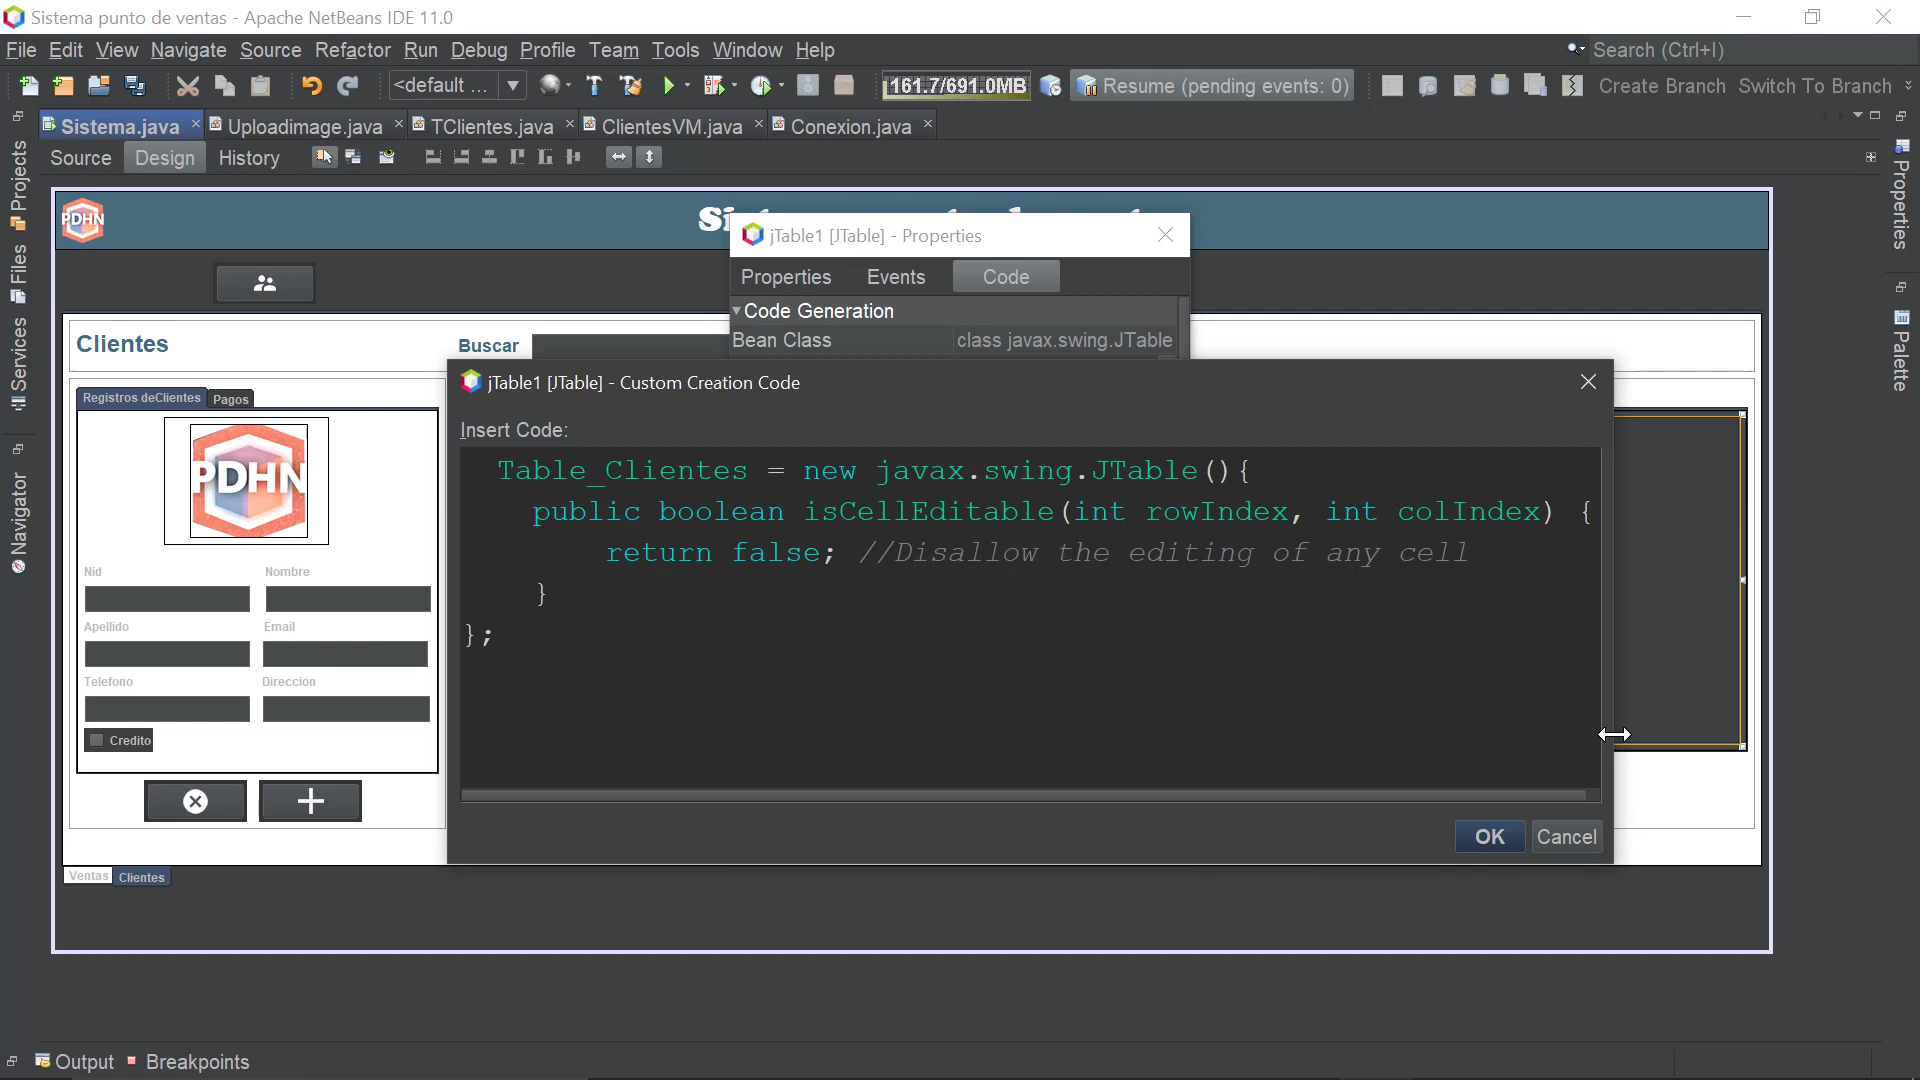 Sistema punto de ventas - Apache NetBeans IDE 11.0
File Edit View Navigate Source Refactor Run Debug Profile Team Tools Window Help
Search (Ctrl+I)
<default ...
161.7/691.0MB
Resume (pending events: 0)
Create Branch Switch To Branch
Sistema.java
Uploadimage.java
TClientes.java
ClientesVM.java
Conexion.java
Source Design History
Projects
Files
Services
Navigator
Properties
Palette
PDHN
jTable1 [JTable] - Properties
Properties Events Code
Code Generation
Bean Class class javax.swing.JTable
Clientes
Buscar
jTable1 [JTable] - Custom Creation Code
Insert Code:
Table_Clientes = new javax.swing.JTable(){
public boolean isCellEditable(int rowIndex, int colIndex) {
return false; //Disallow the editing of any cell
}
};
OK Cancel
Registros deClientes Pagos
PDHN
Nid Nombre
Apellido Email
Telefono Direccion
Credito
Ventas Clientes
Output Breakpoints